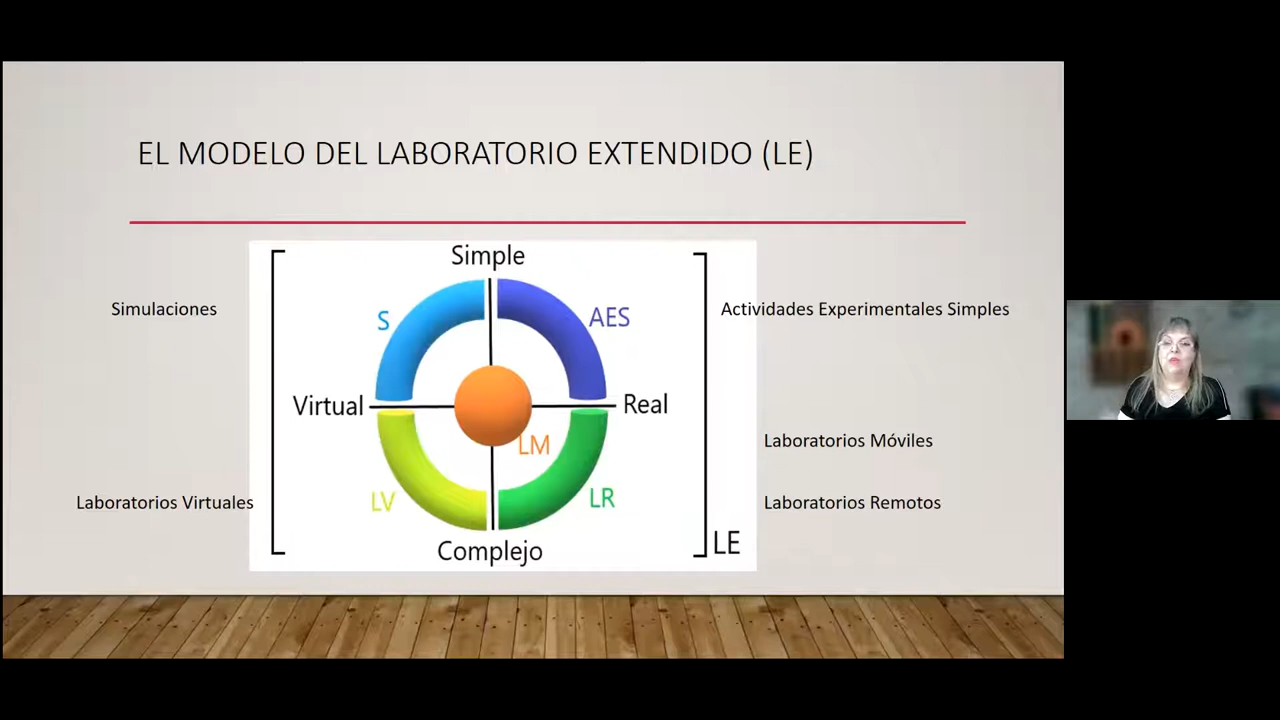 EL MODELO DEL LABORATORIO EXTENDIDO (LE)
Simple
Simulaciones
S
AES
Actividades Experimentales Simples
Virtual
Real
LM
Laboratorios Móviles
Laboratorios Virtuales
LV
LR
Laboratorios Remotos
Complejo
LE